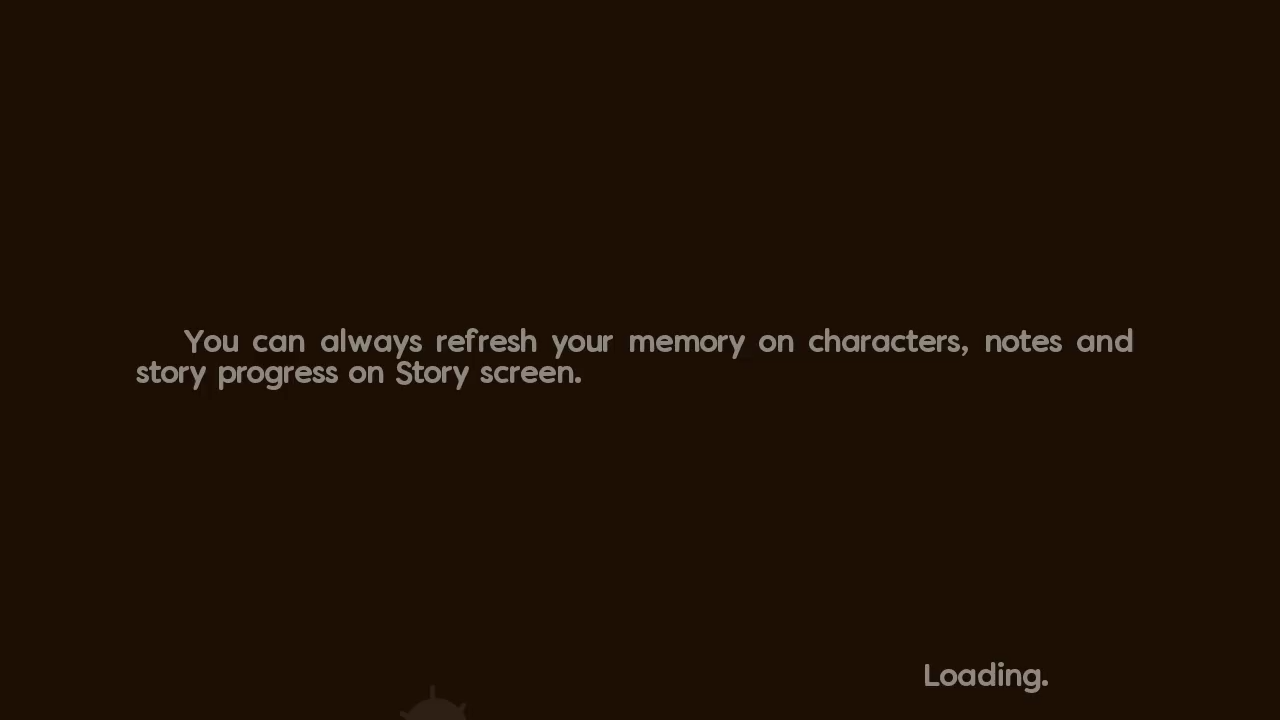 You can always refresh your memory on characters, notes and
story progress on Story screen.
Loading.